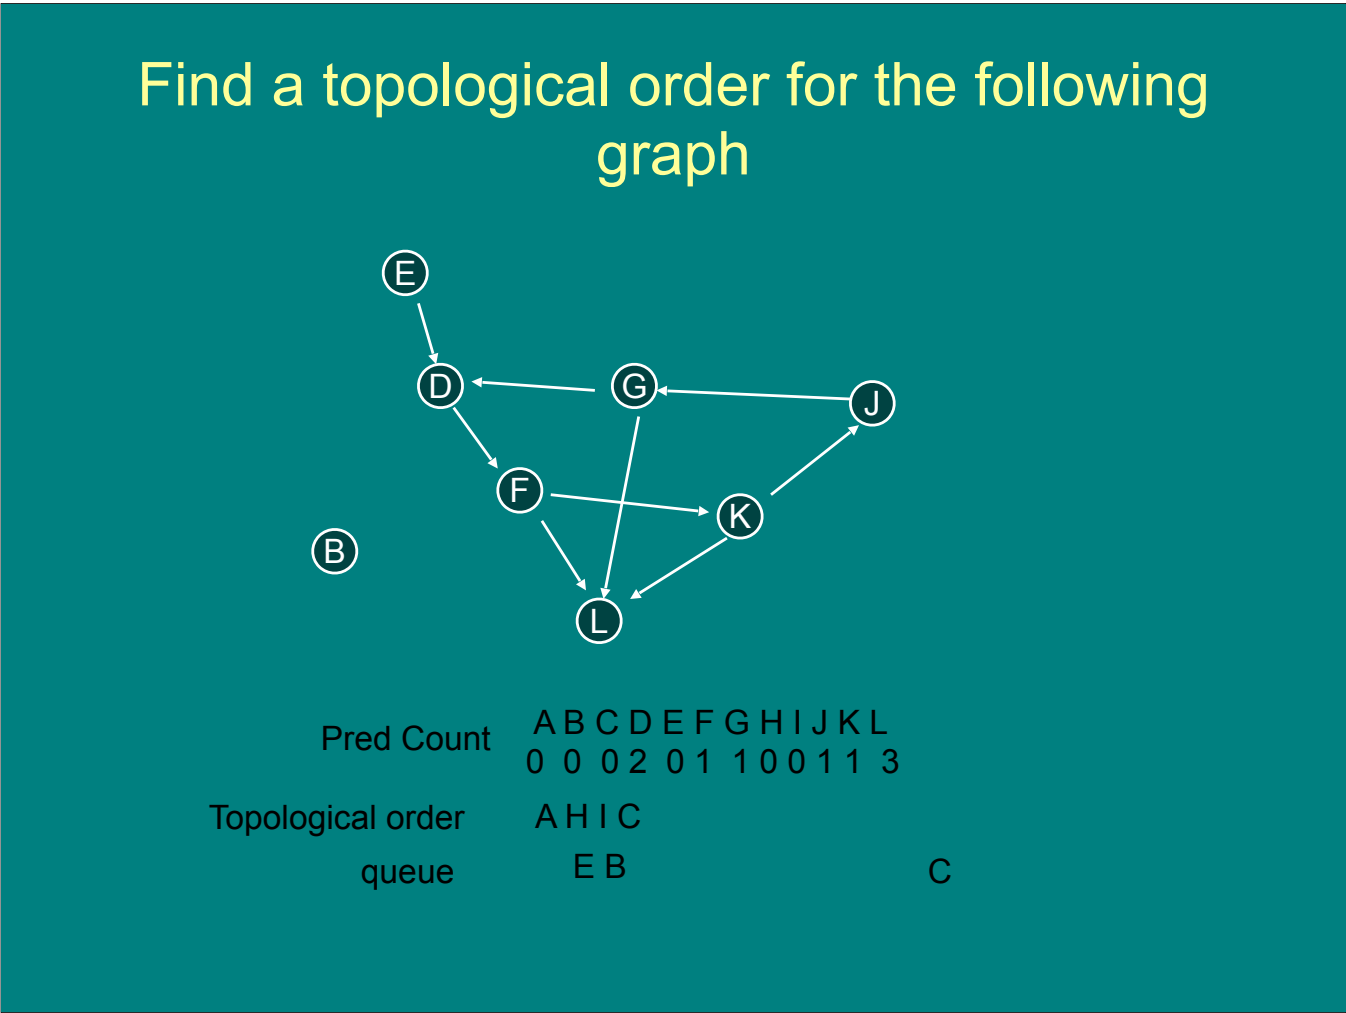 Find a topological order for the following
graph
E
D
G
J
F
K
B
L
Pred Count
A B C D E F G H I J K L
0 0 0 2 0 1 1 0 0 1 1 3
Topological order
A H I C
queue
E B
C